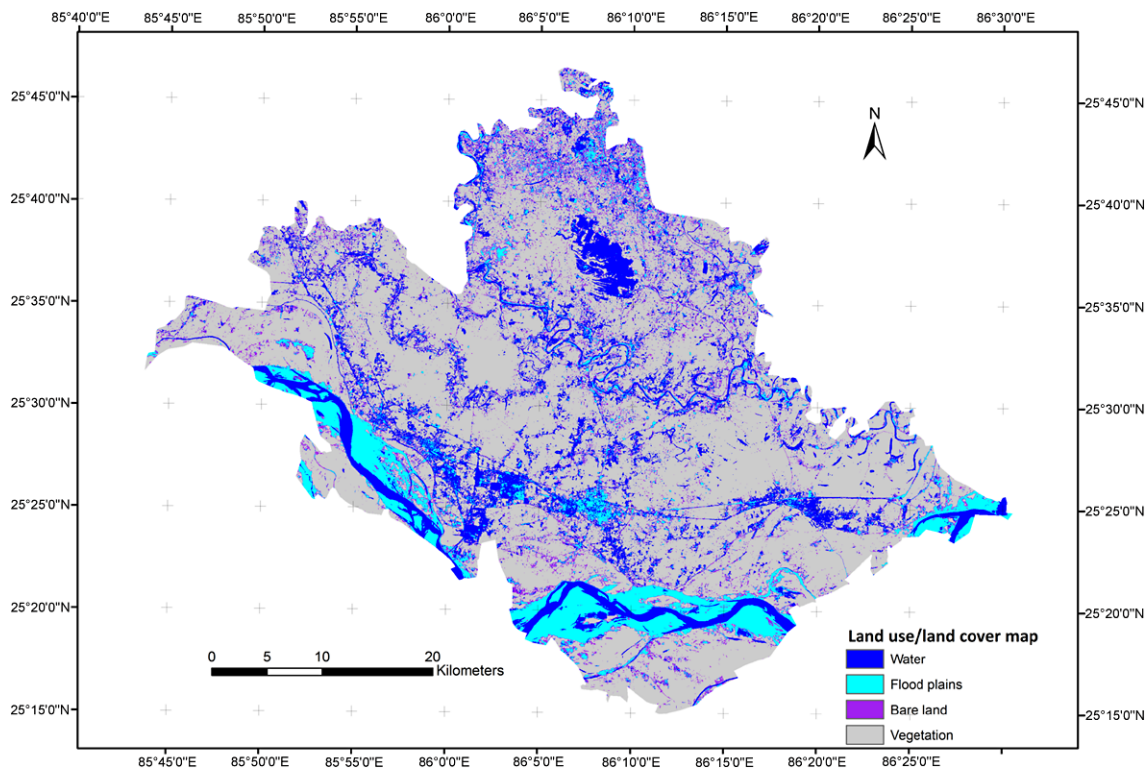 85°40'0"E 85°45'0"E 85°50'0"E 85°55'0"E 86°0'0"E 86°5'0"E 86°10'0"E 86°15'0"E 86°20'0"E 86°25'0"E 86°30'0"E
25°45'0"N 25°45'0"N
N
25°40'0"N 25°40'0"N
25°35'0"N 25°35'0"N
25°30'0"N 25°30'0"N
25°25'0"N 25°25'0"N
25°20'0"N 25°20'0"N
Land use/land cover map
0 5 10 20
Kilometers
Water
Flood plains
Bare land
Vegetation
25°15'0"N 25°15'0"N
85°45'0"E 85°50'0"E 85°55'0"E 86°0'0"E 86°5'0"E 86°10'0"E 86°15'0"E 86°20'0"E 86°25'0"E